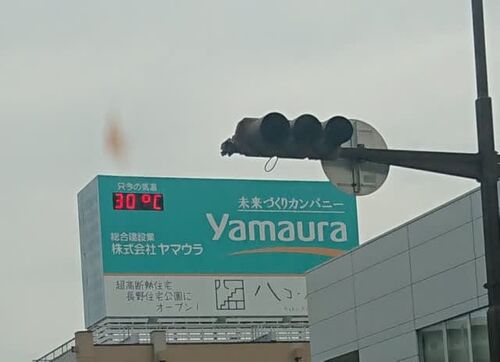 只今の気温
30℃
未来づくりカンパニー
Yamaura
総合建設業
株式会社ヤマウラ
超高断熱住宅
長野住宅公園に
オープン!